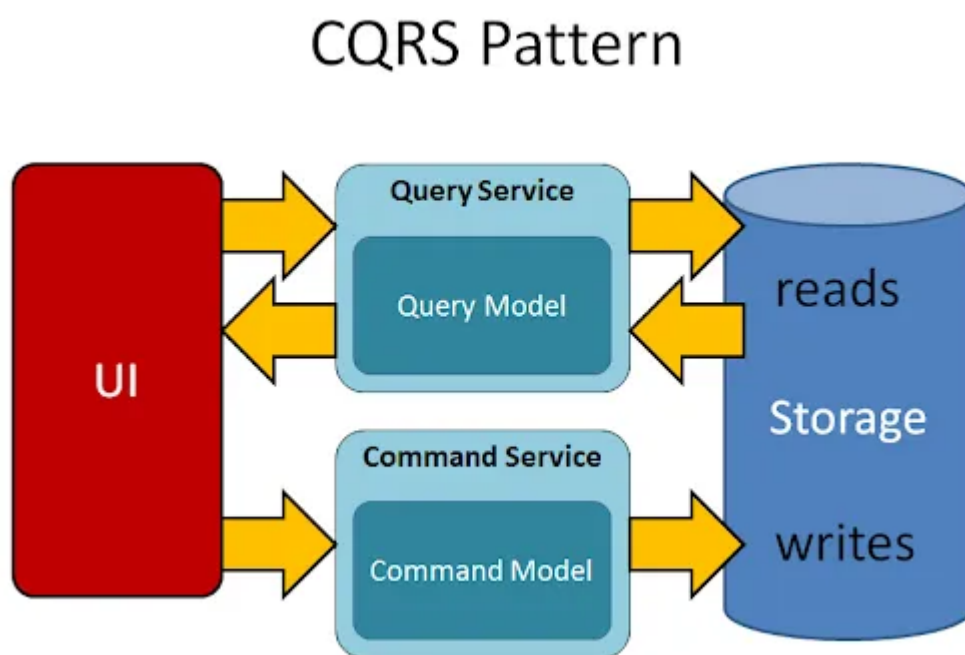 CQRS Pattern
UI
Query Service
Query Model
Command Service
Command Model
reads
Storage
writes